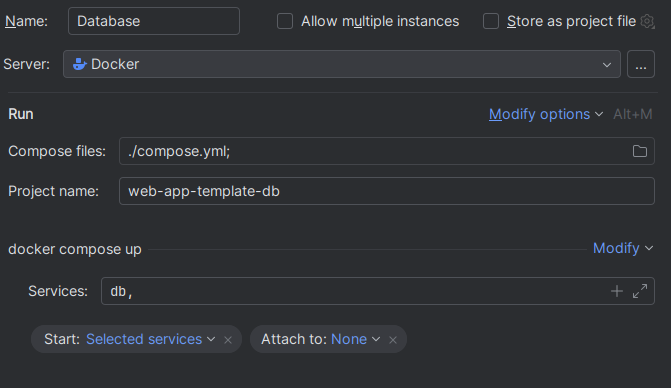 Name: Database Allow multiple instances Store as project file
Server: Docker ...
Run Modify options Alt+M
Compose files: ./compose.yml;
Project name: web-app-template-db
docker compose up Modify
Services: db,
Start: Selected services × Attach to: None ×